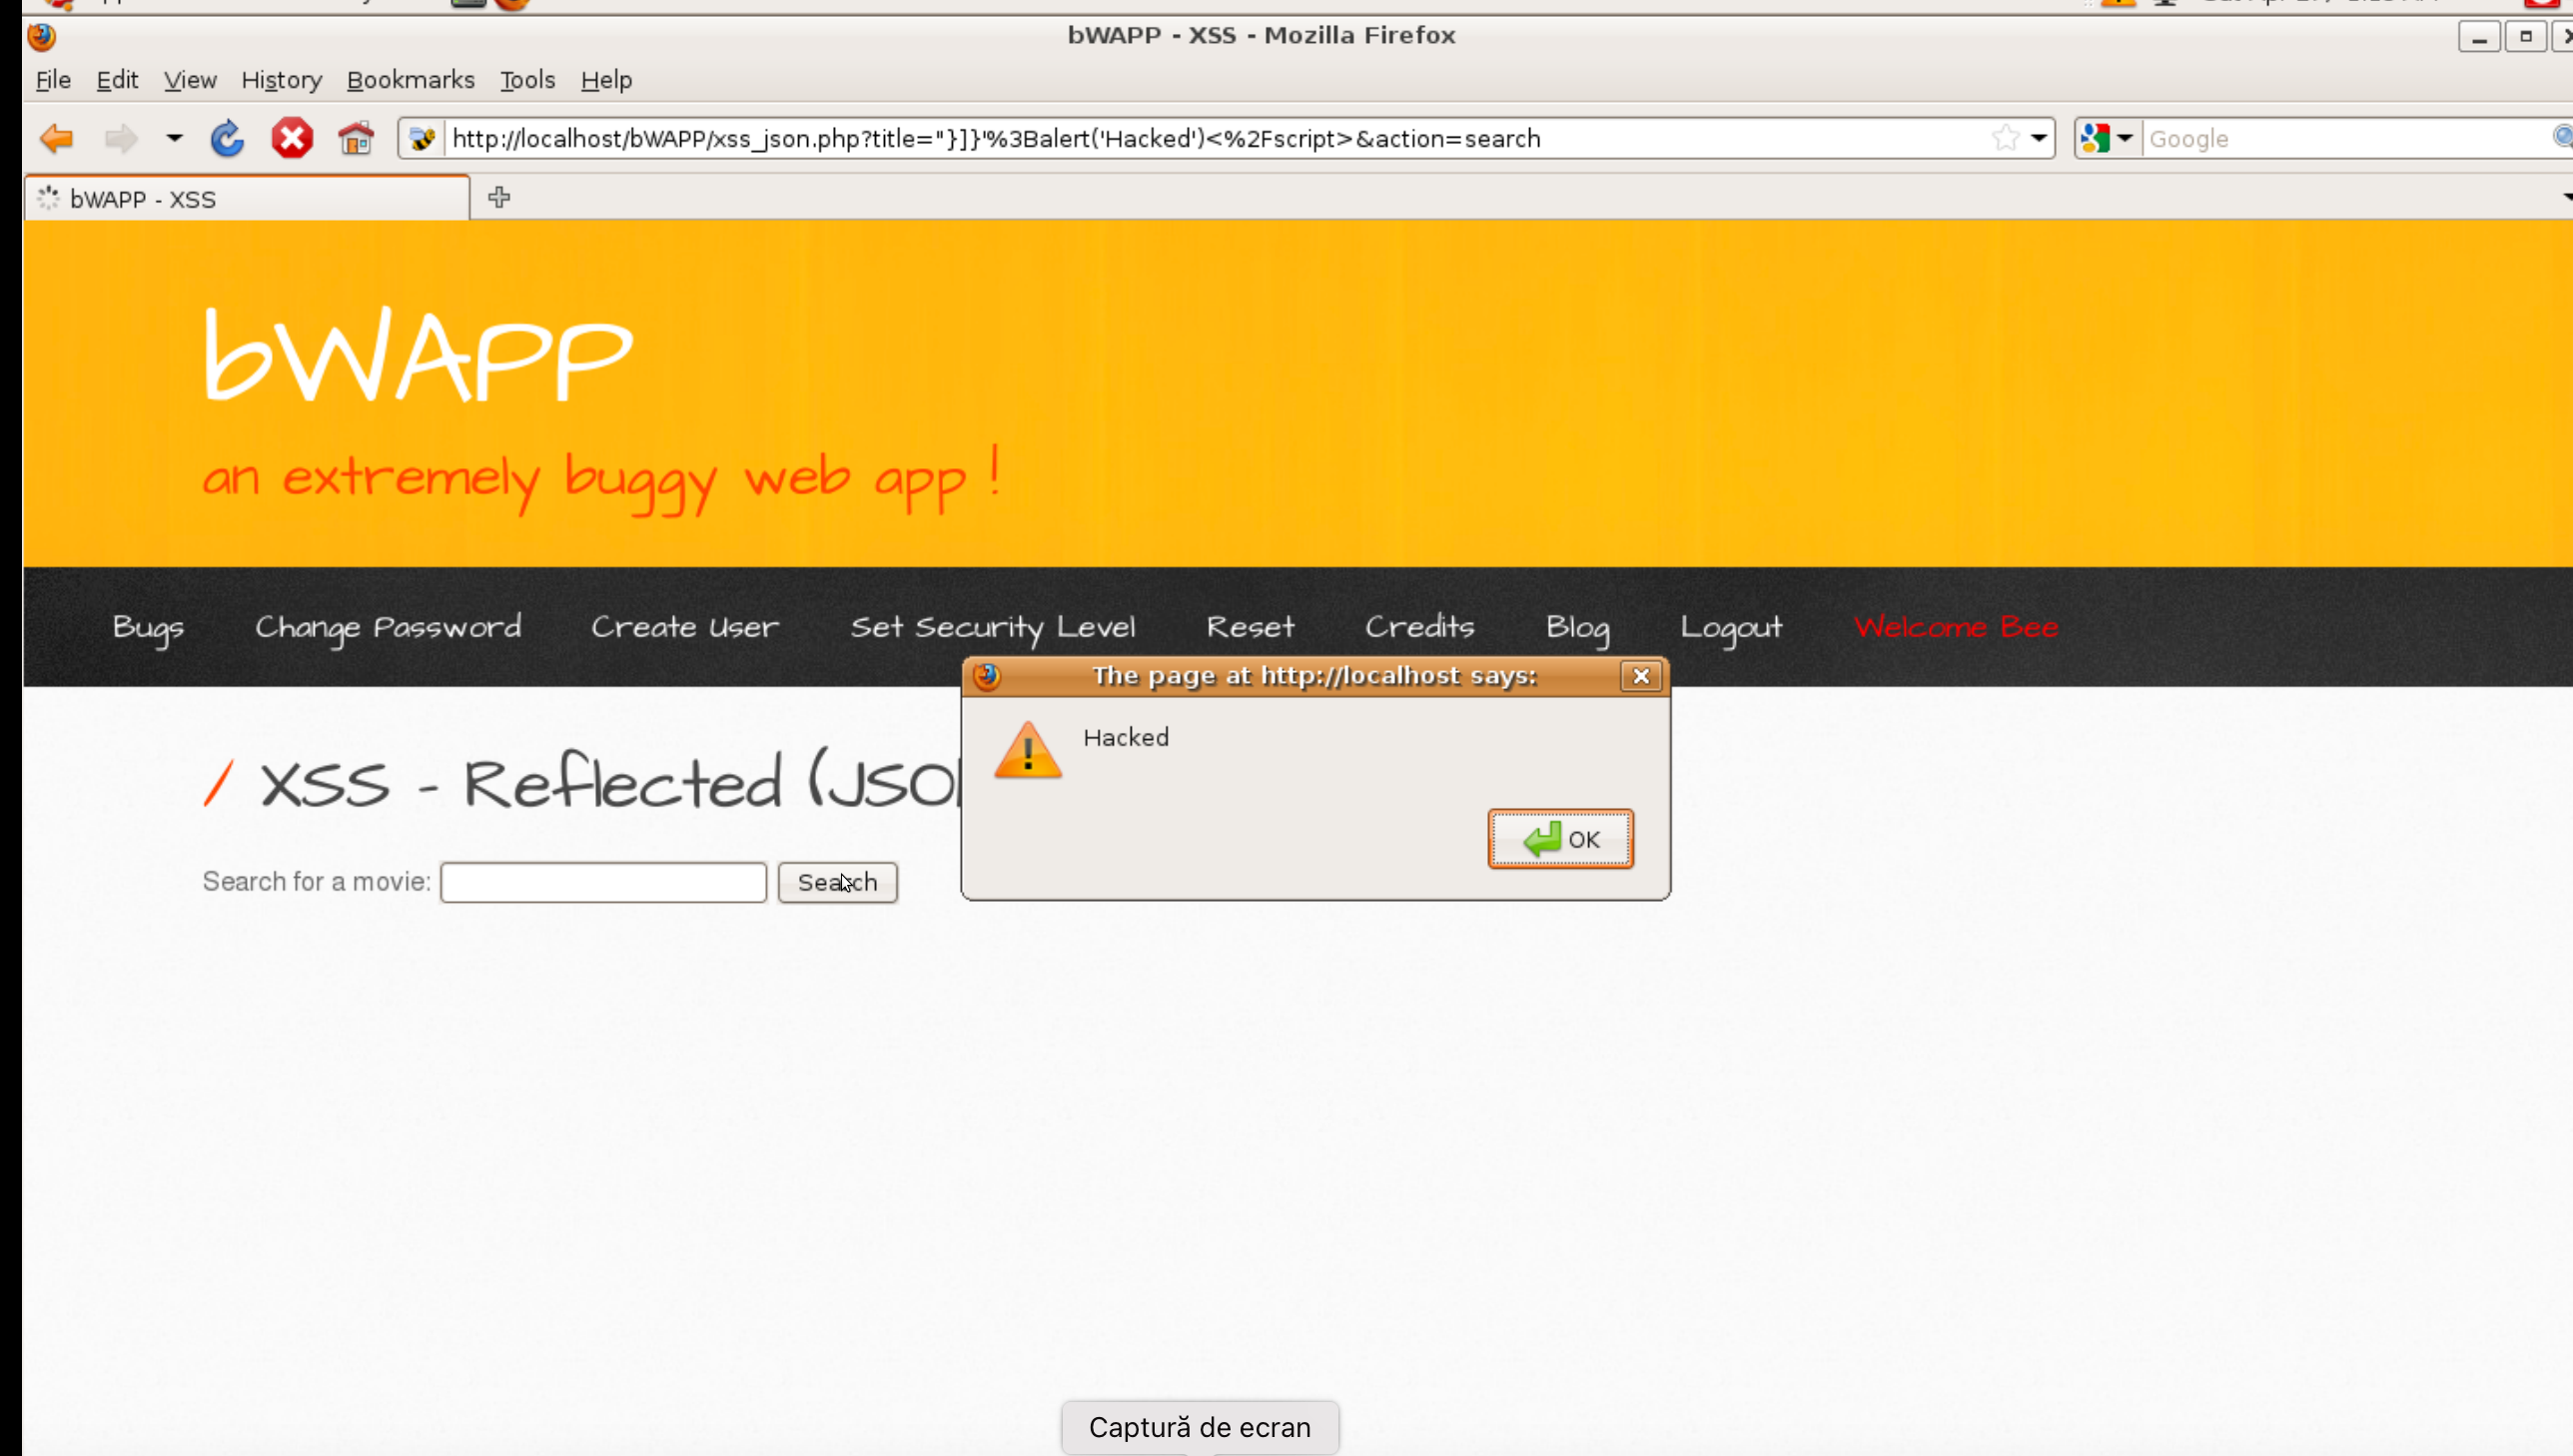 bWAPP - XSS - Mozilla Firefox
File Edit View History Bookmarks Tools Help
http://localhost/bWAPP/xss_json.php?title="}]}'%3Balert('Hacked')<%2Fscript>&action=search
Google
bWAPP - XSS
bWAPP
an extremely buggy web app !
Bugs Change Password Create User Set Security Level Reset Credits Blog Logout Welcome Bee
The page at http://localhost says:
Hacked
OK
/ XSS - Reflected (JSO
Search for a movie: Search
Captură de ecran